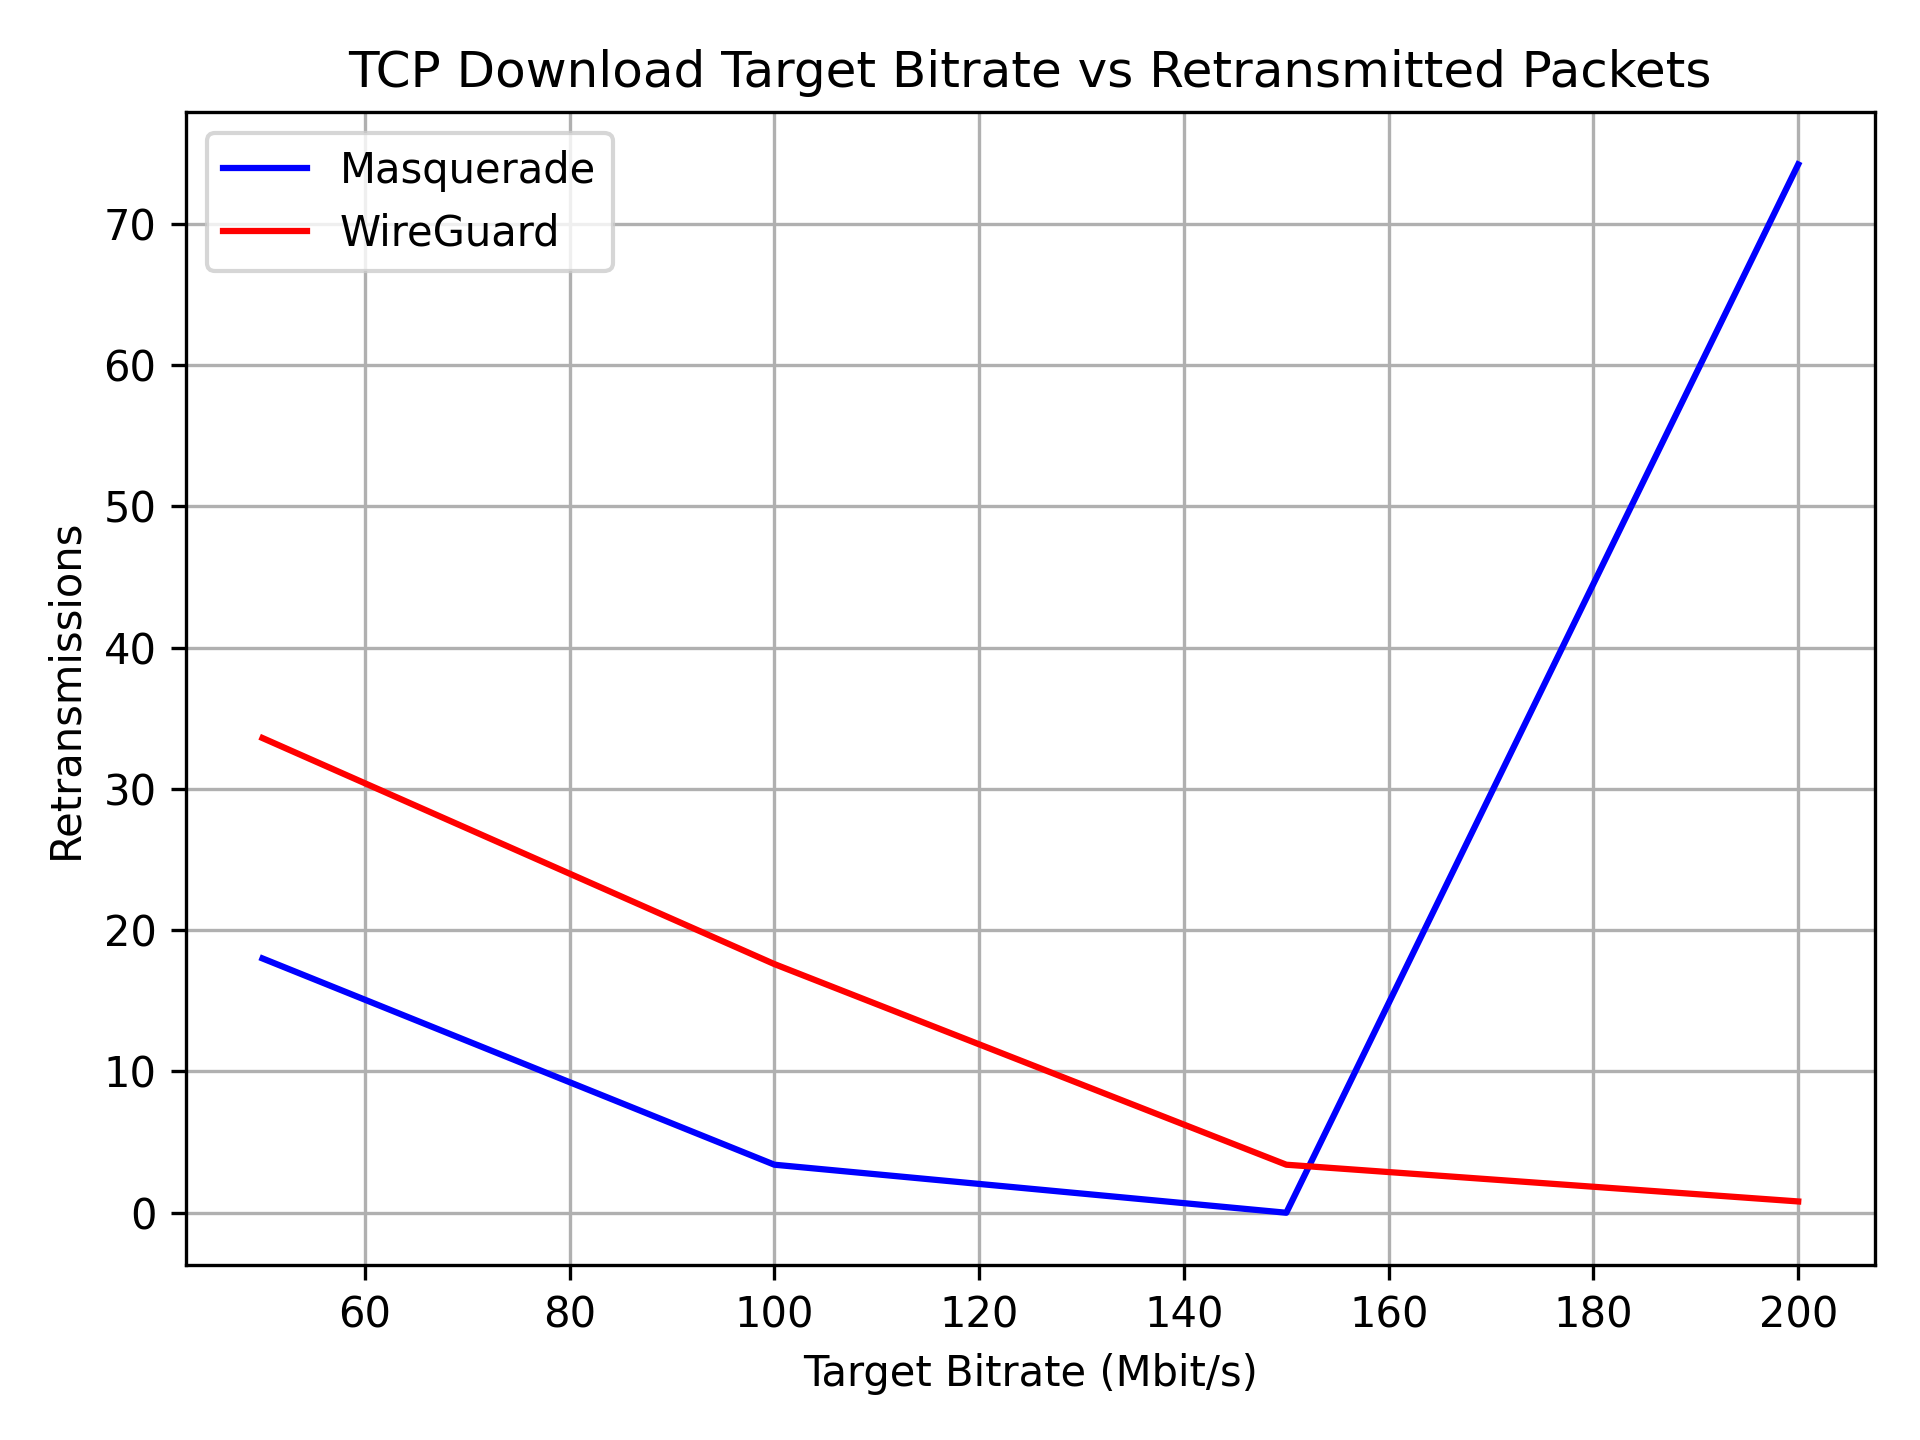 TCP Download Target Bitrate vs Retransmitted Packets
Masquerade
WireGuard
70
60
50
40
30
20
10
0
Retransmissions
60 80 100 120 140 160 180 200
Target Bitrate (Mbit/s)